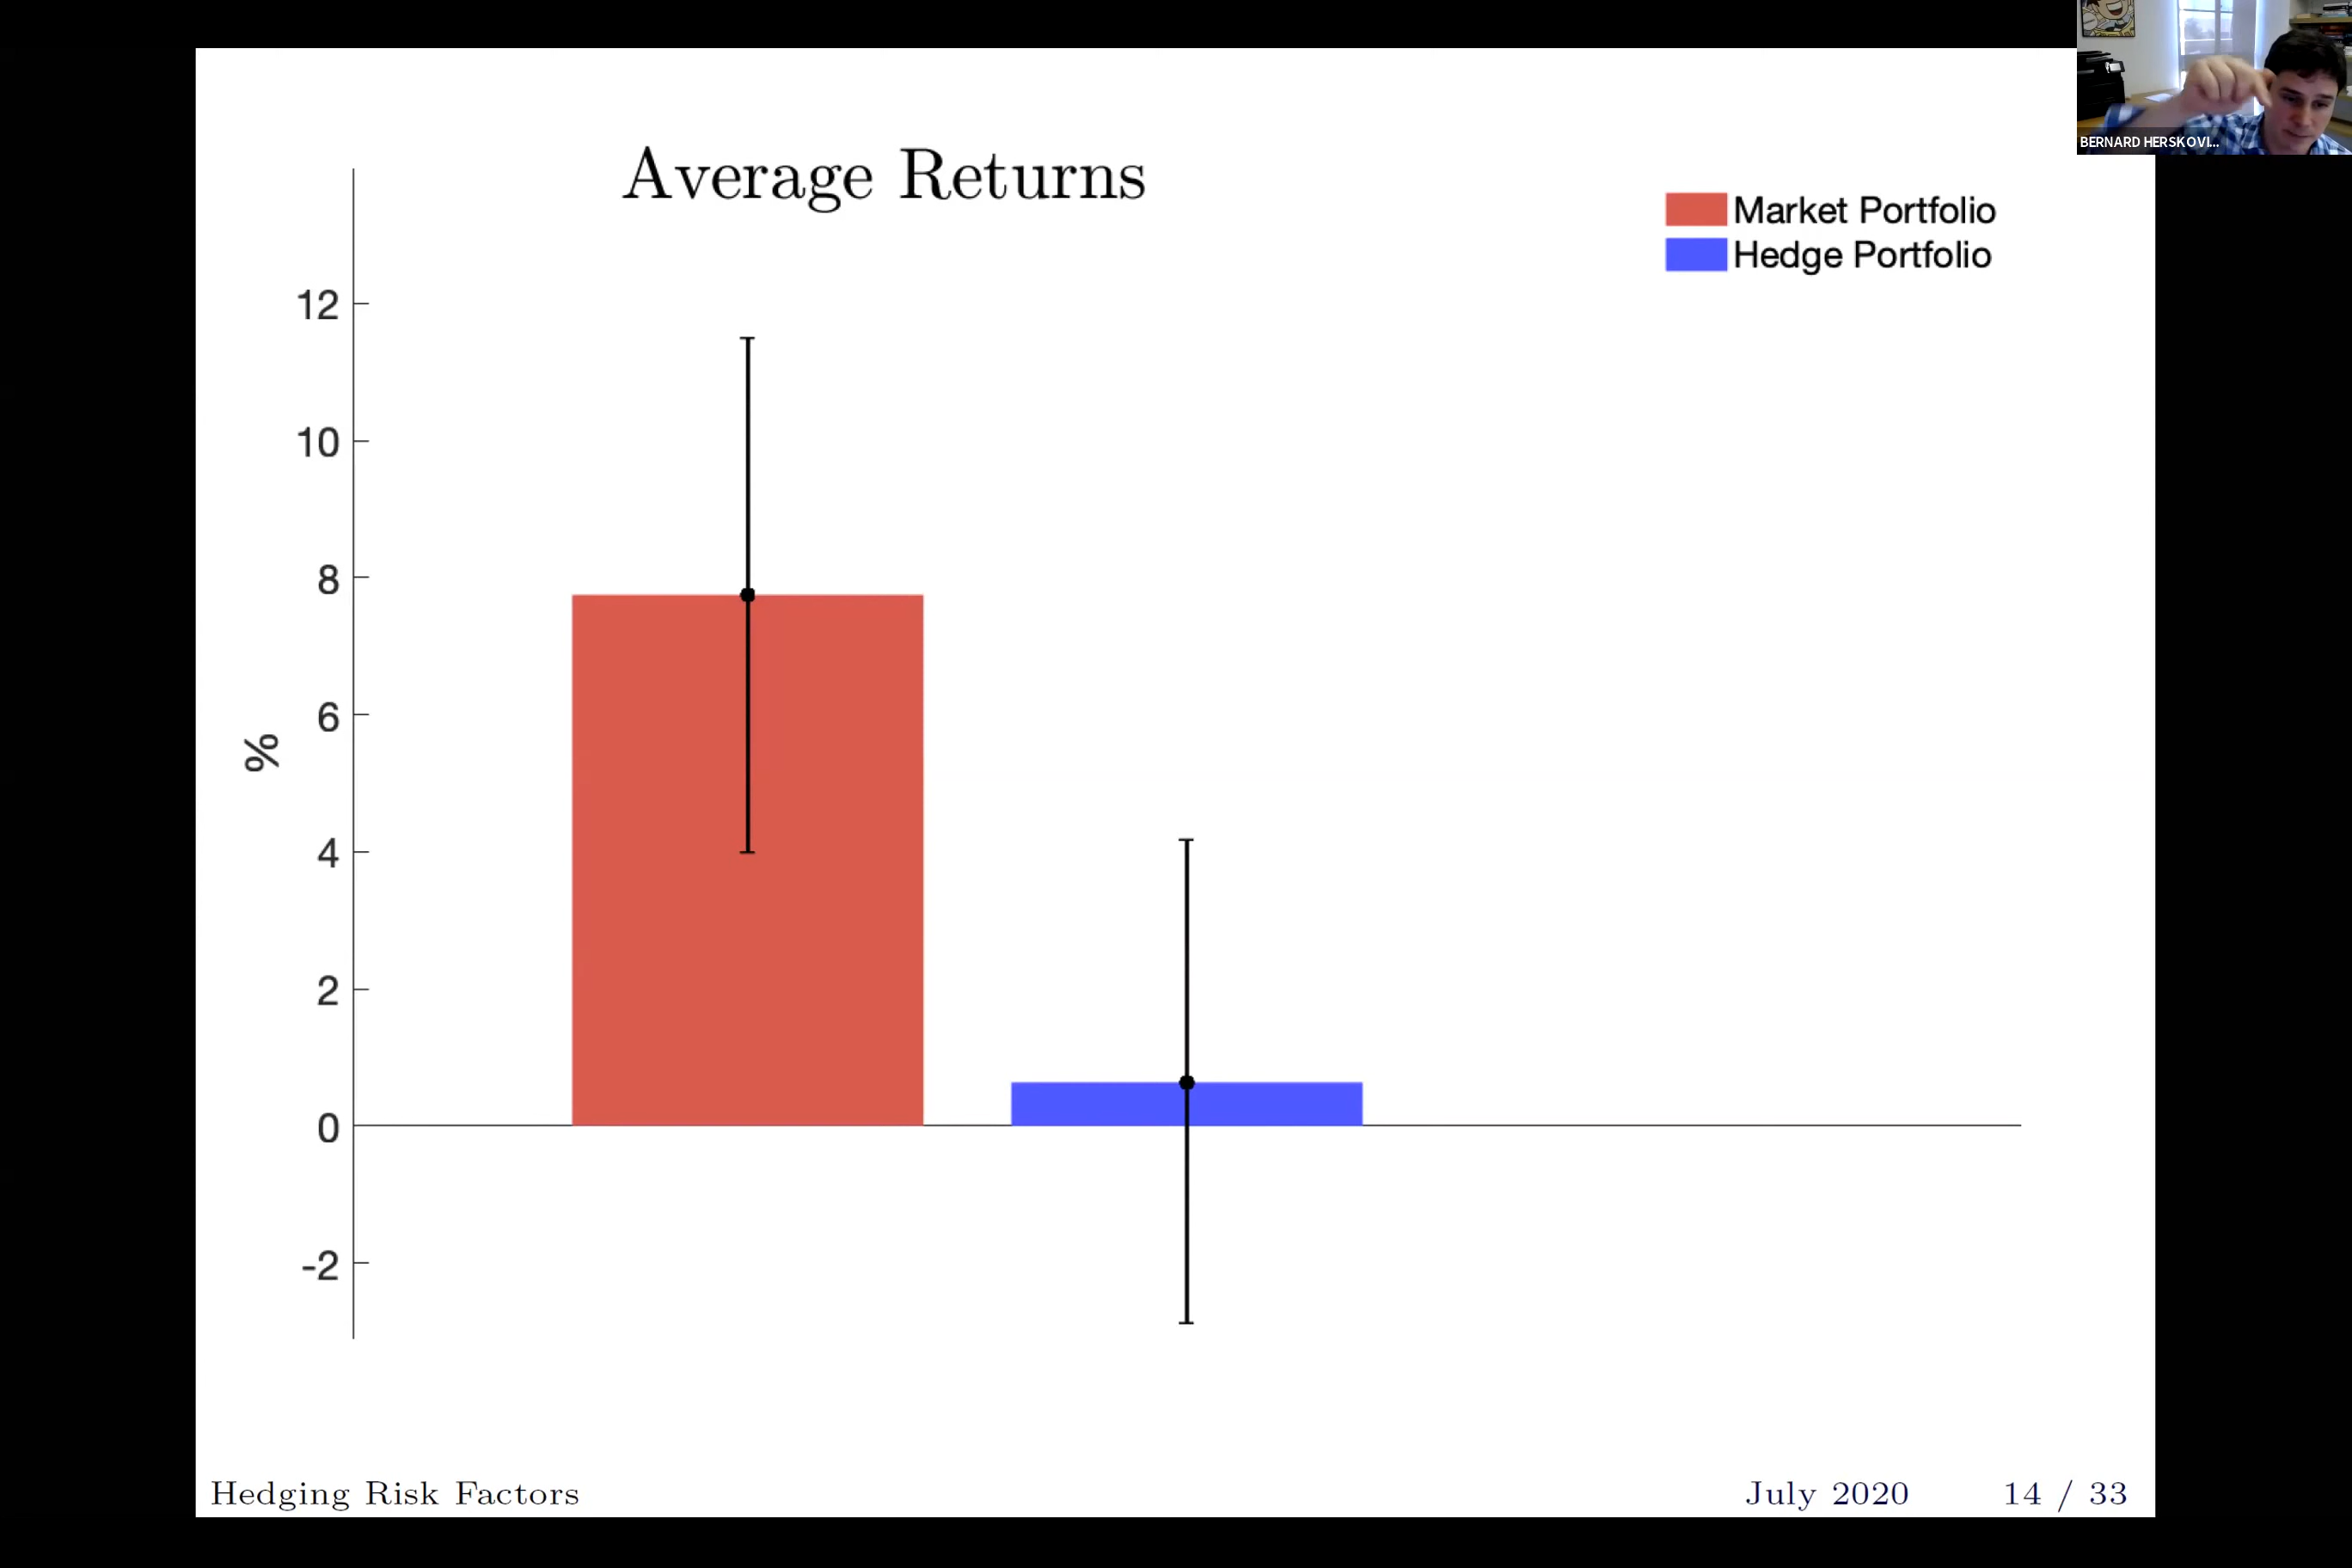 BERNARD HERSKOVI...
Average Returns
Market Portfolio
Hedge Portfolio
12
10
8
6
4
2
0
-2
%
Hedging Risk Factors
July 2020
14 / 33